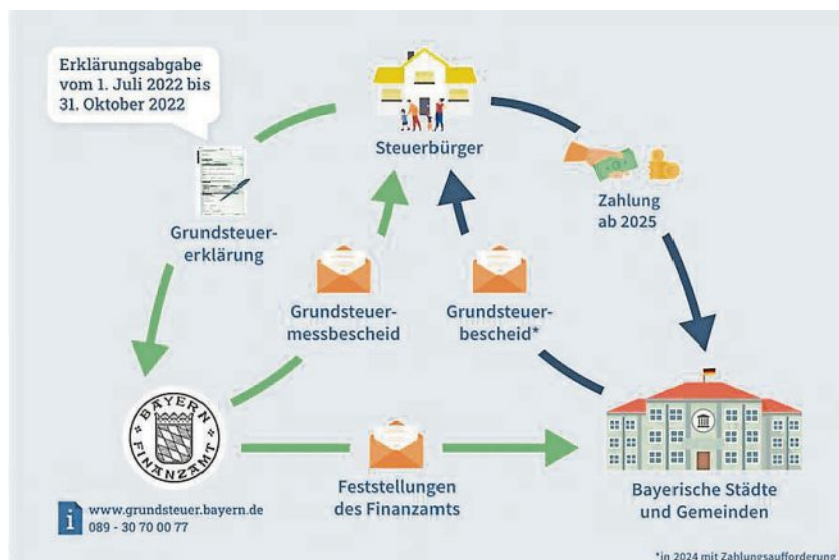 Erklärungsabgabe
vom 1. Juli 2022 bis
31. Oktober 2022
Steuerbürger
Zahlung
ab 2025
Grundsteuer-
erklärung
Grundsteuer-
messbescheid
Grundsteuer-
bescheid*
BAYERN
FINANZAMT
Feststellungen
des Finanzamts
Bayerische Städte
und Gemeinden
i
www.grundsteuer.bayern.de
089 - 30 70 00 77
*in 2024 mit Zahlungsaufforderung